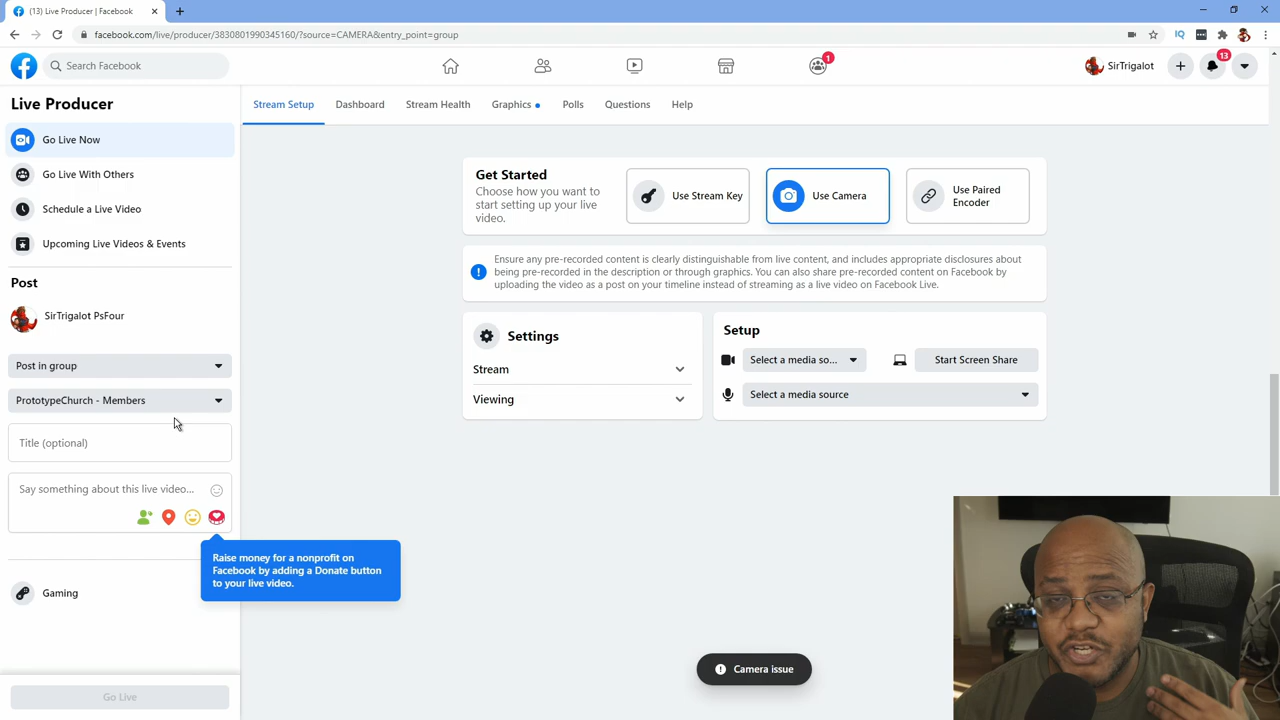 (13) Live Producer | Facebook
facebook.com/live/producer/3830801990345160/?source=CAMERA&entry_point=group
IQ
Search Facebook
1
SirTrigalot
13
Live Producer
Go Live Now
Go Live With Others
Schedule a Live Video
Upcoming Live Videos & Events
Post
SirTrigalot PsFour
Post in group
PrototypeChurch - Members
Title (optional)
Say something about this live video...
Raise money for a nonprofit on
Facebook by adding a Donate button
to your live video.
Gaming
Go Live
Stream Setup
Dashboard
Stream Health
Graphics
Polls
Questions
Help
Get Started
Choose how you want to
start setting up your live
video.
Use Stream Key
Use Camera
Use Paired
Encoder
Ensure any pre-recorded content is clearly distinguishable from live content, and includes appropriate disclosures about
being pre-recorded in the description or through graphics. You can also share pre-recorded content on Facebook by
uploading the video as a post on your timeline instead of streaming as a live video on Facebook Live.
Settings
Stream
Viewing
Setup
Select a media so...
Start Screen Share
Select a media source
Camera issue